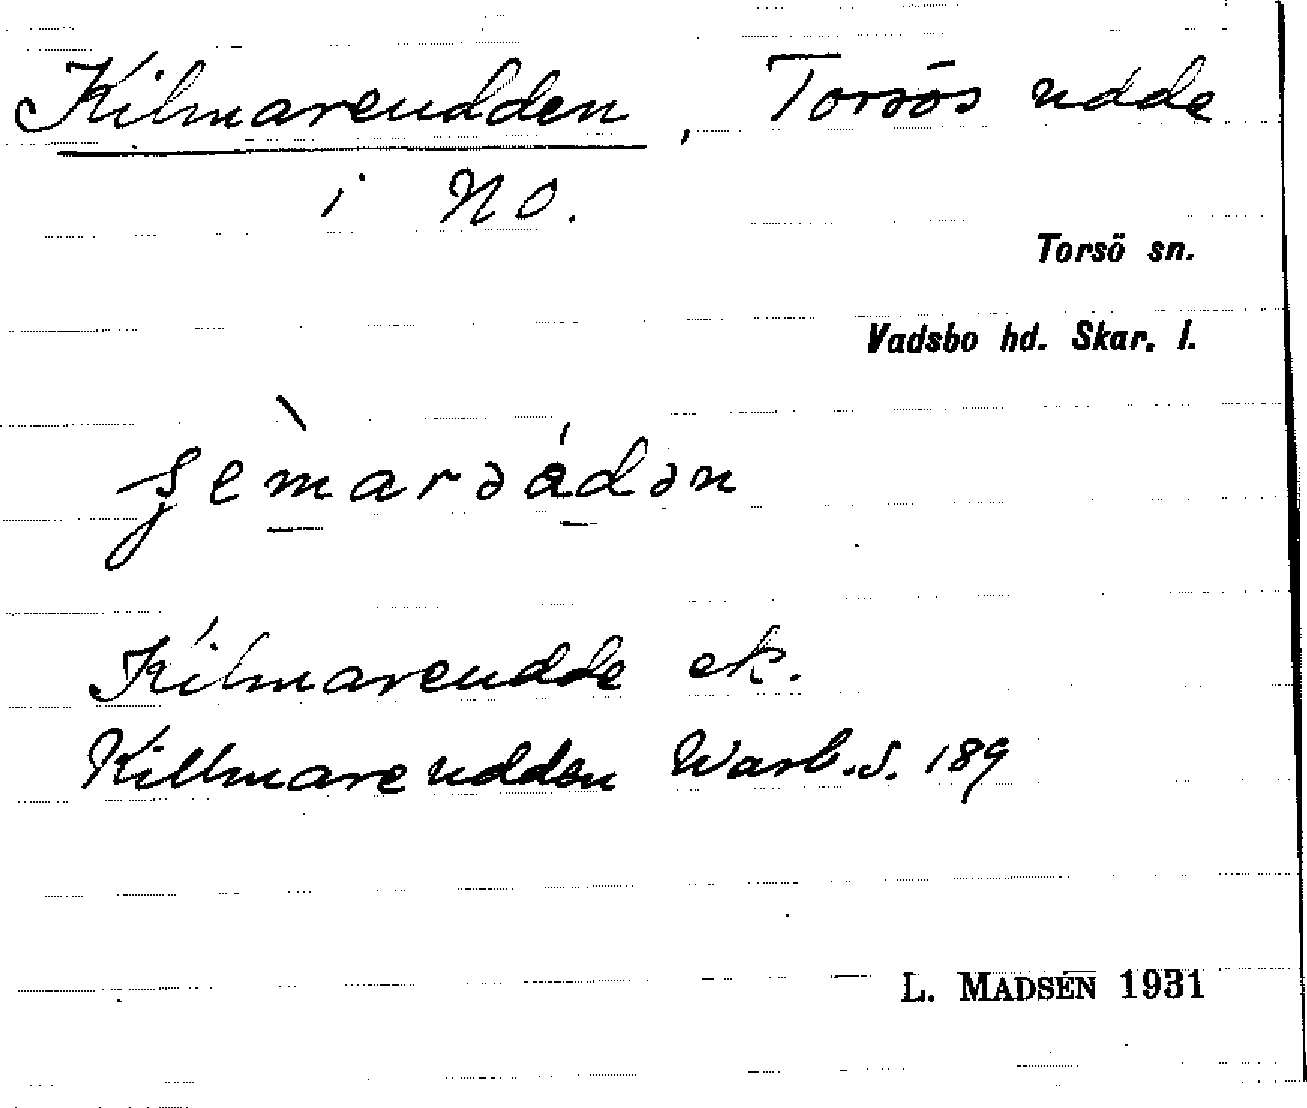 Kilmareudden, Torsös udde
i NO.
Torsö sn.
Vadsbo hd. Skar. l.
Kilmareudde ek.
Killmareudden Warb. s. 189
L. MADSÉN 1931